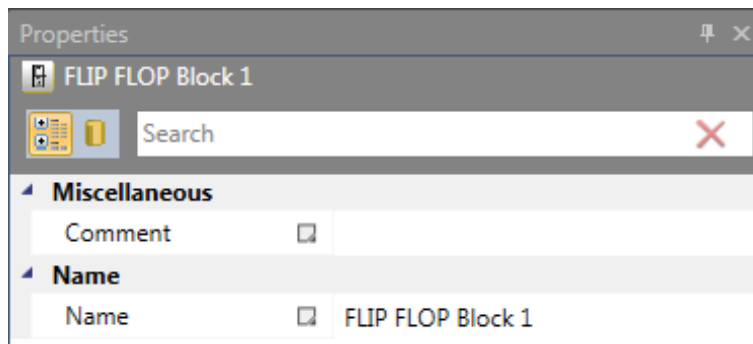 Properties
FLIP FLOP Block 1
Search
Miscellaneous
Comment
Name
Name FLIP FLOP Block 1